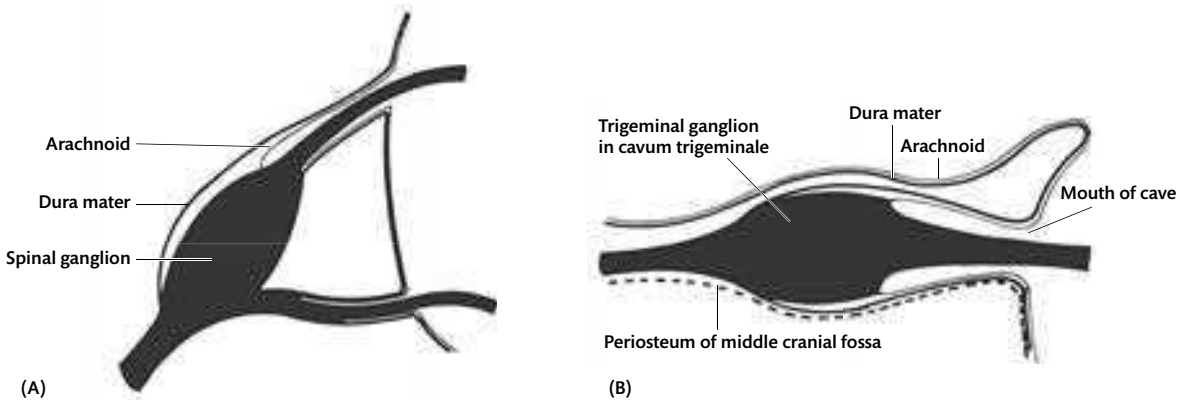 Arachnoid
Dura mater
Spinal ganglion
(A)
Dura mater
Trigeminal ganglion
in cavum trigeminale
Arachnoid
Mouth of cave
Periosteum of middle cranial fossa
(B)